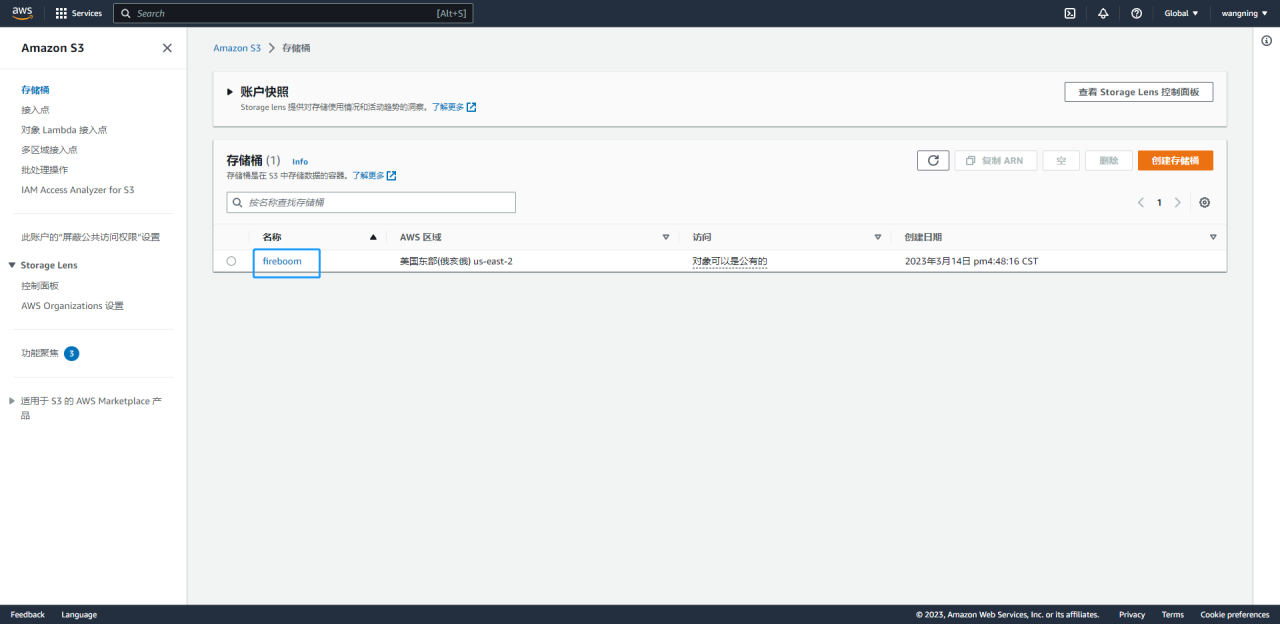 aws
Services
Search
[Alt+S]
Global
wangning
Amazon S3
存储桶
接入点
对象 Lambda 接入点
多区域接入点
批处理操作
IAM Access Analyzer for S3
此账户的"屏蔽公共访问权限"设置
Storage Lens
控制面板
AWS Organizations 设置
功能聚焦 3
适用于 S3 的 AWS Marketplace 产
品
Amazon S3 存储桶
账户快照
Storage lens 提供对存储使用情况和活动趋势的洞察。了解更多
查看 Storage Lens 控制面板
存储桶 (1) Info
存储桶是在 S3 中存储数据的容器。了解更多
复制 ARN
空
删除
创建存储桶
按名称查找存储桶
1
名称 AWS 区域 访问 创建日期
fireboom 美国东部(俄亥俄) us-east-2 对象可以是公有的 2023年3月14日 pm4:48:16 CST
Feedback Language © 2023, Amazon Web Services, Inc. or its affiliates. Privacy Terms Cookie preferences